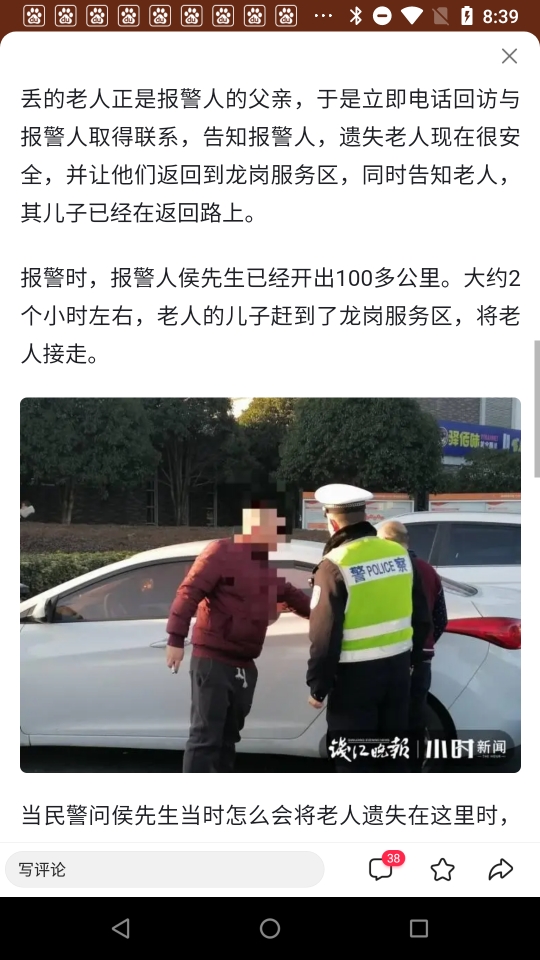 8:39
丢的老人正是报警人的父亲，于是立即电话回访与
报警人取得联系，告知报警人，遗失老人现在很安
全，并让他们返回到龙岗服务区，同时告知老人，
其儿子已经在返回路上。
报警时，报警人侯先生已经开出100多公里。大约2
个小时左右，老人的儿子赶到了龙岗服务区，将老
人接走。
驿佰味
警 POLICE 察
钱江晚报 小时新闻
当民警问侯先生当时怎么会将老人遗失在这里时，
写评论
38